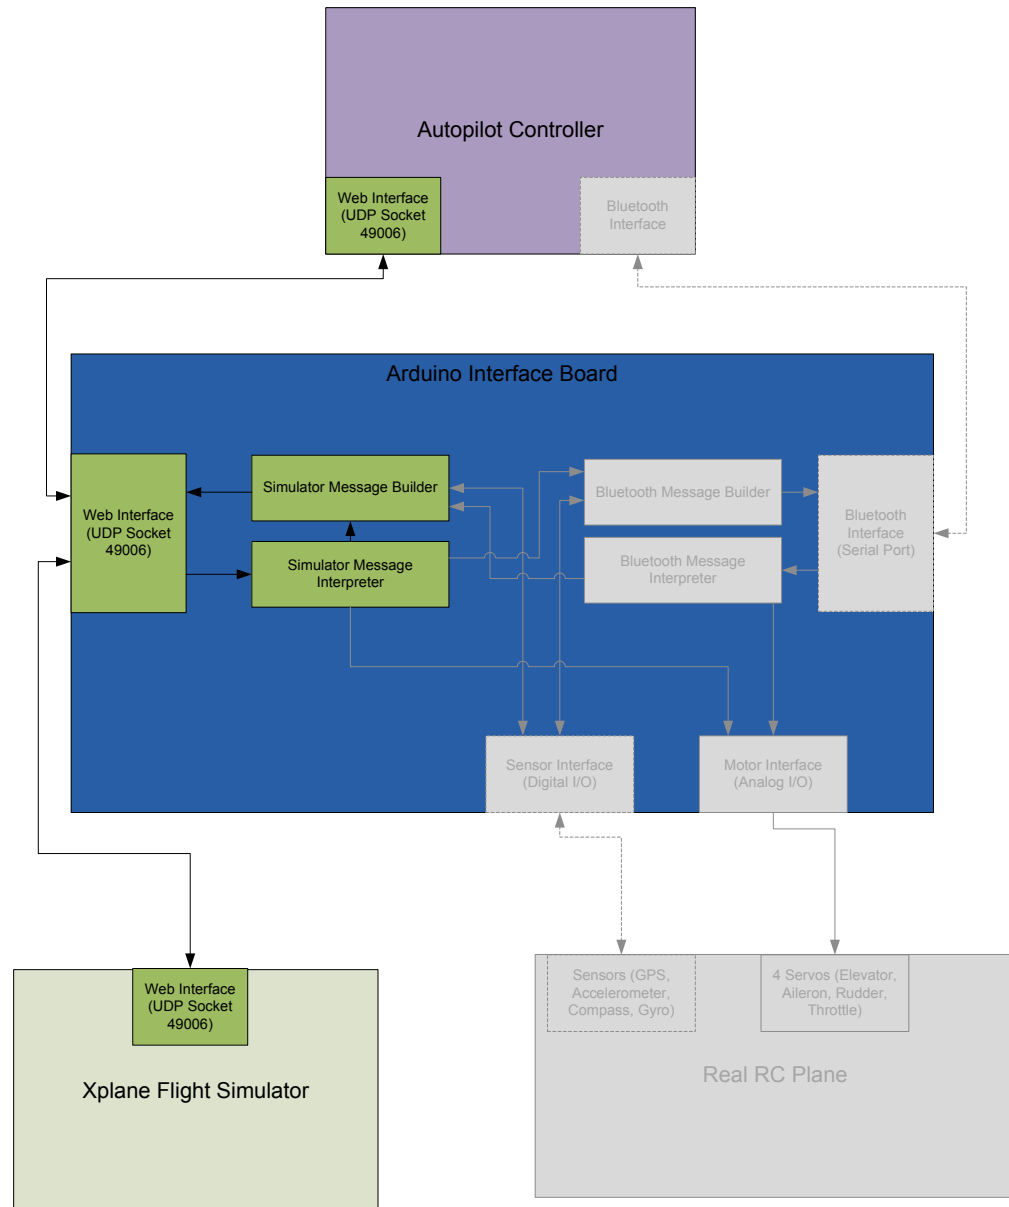 Autopilot Controller
Web Interface
(UDP Socket
49006)
Bluetooth
Interface
Arduino Interface Board
Web Interface
(UDP Socket
49006)
Simulator Message Builder
Simulator Message
Interpreter
Bluetooth Message Builder
Bluetooth Message
Interpreter
Bluetooth
Interface
(Serial Port)
Sensor Interface
(Digital I/O)
Motor Interface
(Analog I/O)
Web Interface
(UDP Socket
49006)
Xplane Flight Simulator
Sensors (GPS,
Accelerometer,
Compass, Gyro)
4 Servos (Elevator,
Aileron, Rudder,
Throttle)
Real RC Plane